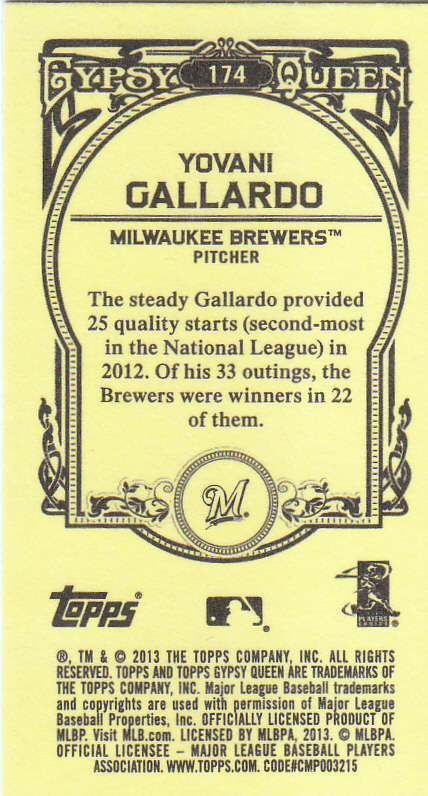 GYPSY 174 QUEEN
YOVANI
GALLARDO
MILWAUKEE BREWERS™
PITCHER
The steady Gallardo provided
25 quality starts (second-most
in the National League) in
2012. Of his 33 outings, the
Brewers were winners in 22
of them.
M
TOPPS®
PLAYERS
CHOICE ®
®, TM & © 2013 THE TOPPS COMPANY, INC. ALL RIGHTS
RESERVED. TOPPS AND TOPPS GYPSY QUEEN ARE TRADEMARKS OF
THE TOPPS COMPANY, INC. Major League Baseball trademarks
and copyrights are used with permission of Major League
Baseball Properties, Inc. OFFICIALLY LICENSED PRODUCT OF
MLBP. Visit MLB.com. LICENSED BY MLBPA, 2013. © MLBPA.
OFFICIAL LICENSEE – MAJOR LEAGUE BASEBALL PLAYERS
ASSOCIATION. WWW.TOPPS.COM. CODE#CMP003215